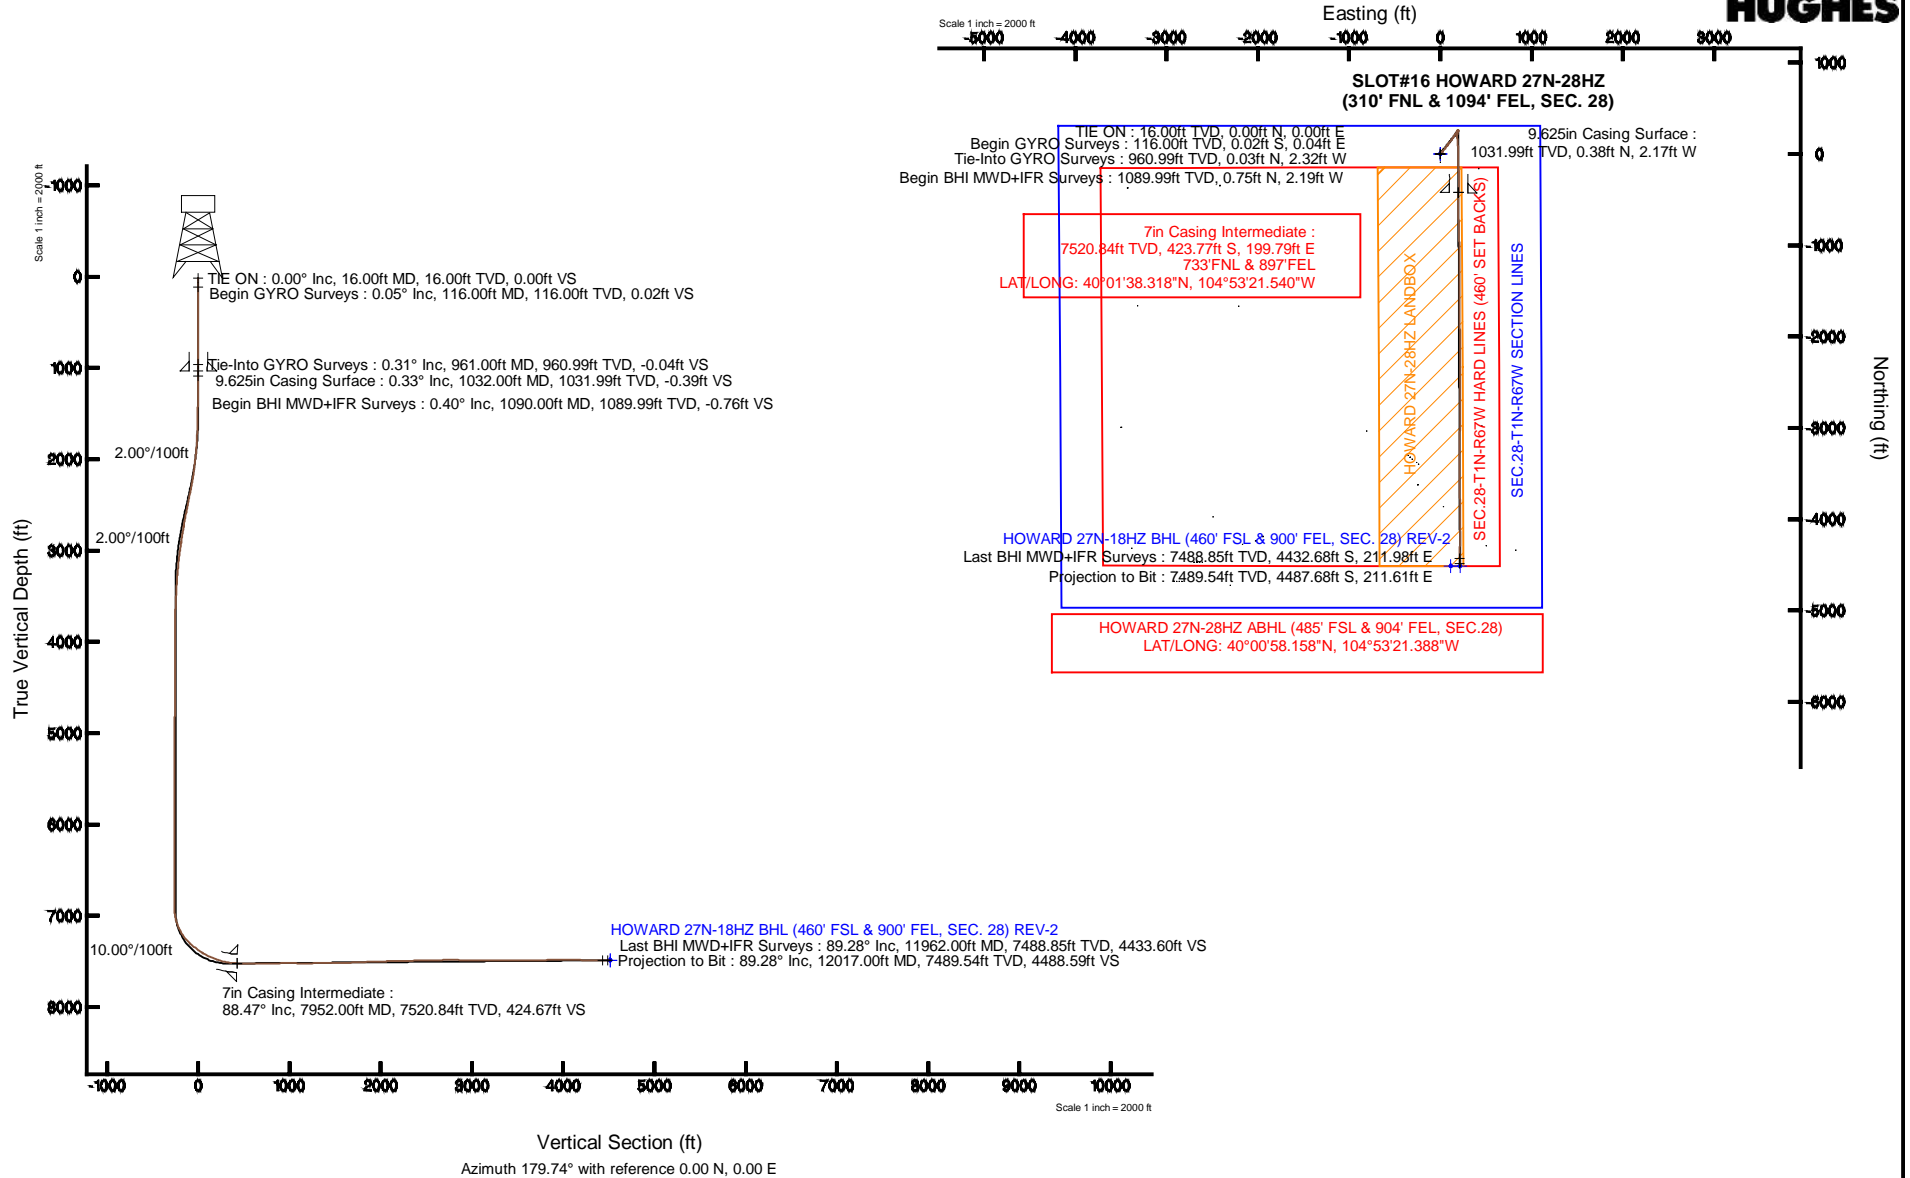 HUGHES
Easting (ft)
Scale 1 inch = 2000 ft
-5000 -4000 -3000 -2000 -1000 0 1000 2000 3000
SLOT#16 HOWARD 27N-28HZ
(310' FNL & 1094' FEL, SEC. 28)
TIE ON : 16.00ft TVD, 0.00ft N, 0.00ft E
Begin GYRO Surveys : 116.00ft TVD, 0.02ft S, 0.04ft E
Tie-Into GYRO Surveys : 960.99ft TVD, 0.03ft N, 2.32ft W
Begin BHI MWD+IFR Surveys : 1089.99ft TVD, 0.75ft N, 2.19ft W
9.625in Casing Surface :
1031.99ft TVD, 0.38ft N, 2.17ft W
7in Casing Intermediate :
7520.84ft TVD, 423.77ft S, 199.79ft E
733'FNL & 897'FEL
LAT/LONG: 40°01'38.318"N, 104°53'21.540"W
HOWARD 27N-28HZ LANDBOX
SEC.28-T1N-R67W HARD LINES (460' SET BACKS)
SEC.28-T1N-R67W SECTION LINES
HOWARD 27N-18HZ BHL (460' FSL & 900' FEL, SEC. 28) REV-2
Last BHI MWD+IFR Surveys : 7488.85ft TVD, 4432.68ft S, 211.98ft E
Projection to Bit : 7489.54ft TVD, 4487.68ft S, 211.61ft E
HOWARD 27N-28HZ ABHL (485' FSL & 904' FEL, SEC.28)
LAT/LONG: 40°00'58.158"N, 104°53'21.388"W
1000
0
-1000
-2000
-3000
-4000
-5000
-6000
Northing (ft)
Scale 1 inch = 2000 ft
-1000
0
1000
2000
3000
4000
5000
6000
7000
8000
True Vertical Depth (ft)
TIE ON : 0.00° Inc, 16.00ft MD, 16.00ft TVD, 0.00ft VS
Begin GYRO Surveys : 0.05° Inc, 116.00ft MD, 116.00ft TVD, 0.02ft VS
Tie-Into GYRO Surveys : 0.31° Inc, 961.00ft MD, 960.99ft TVD, -0.04ft VS
9.625in Casing Surface : 0.33° Inc, 1032.00ft MD, 1031.99ft TVD, -0.39ft VS
Begin BHI MWD+IFR Surveys : 0.40° Inc, 1090.00ft MD, 1089.99ft TVD, -0.76ft VS
2.00°/100ft
2.00°/100ft
10.00°/100ft
HOWARD 27N-18HZ BHL (460' FSL & 900' FEL, SEC. 28) REV-2
Last BHI MWD+IFR Surveys : 89.28° Inc, 11962.00ft MD, 7488.85ft TVD, 4433.60ft VS
Projection to Bit : 89.28° Inc, 12017.00ft MD, 7489.54ft TVD, 4488.59ft VS
7in Casing Intermediate :
88.47° Inc, 7952.00ft MD, 7520.84ft TVD, 424.67ft VS
-1000 0 1000 2000 3000 4000 5000 6000 7000 8000 9000 10000
Scale 1 inch = 2000 ft
Vertical Section (ft)
Azimuth 179.74° with reference 0.00 N, 0.00 E